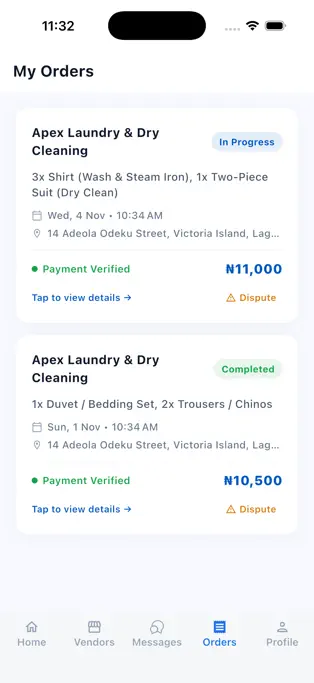 11:32
My Orders
Apex Laundry & Dry
Cleaning
In Progress
3x Shirt (Wash & Steam Iron), 1x Two-Piece
Suit (Dry Clean)
Wed, 4 Nov • 10:34 AM
14 Adeola Odeku Street, Victoria Island, Lag...
Payment Verified
₦11,000
Tap to view details →
Dispute
Apex Laundry & Dry
Cleaning
Completed
1x Duvet / Bedding Set, 2x Trousers / Chinos
Sun, 1 Nov • 10:34 AM
14 Adeola Odeku Street, Victoria Island, Lag...
Payment Verified
₦10,500
Tap to view details →
Dispute
Home
Vendors
Messages
Orders
Profile